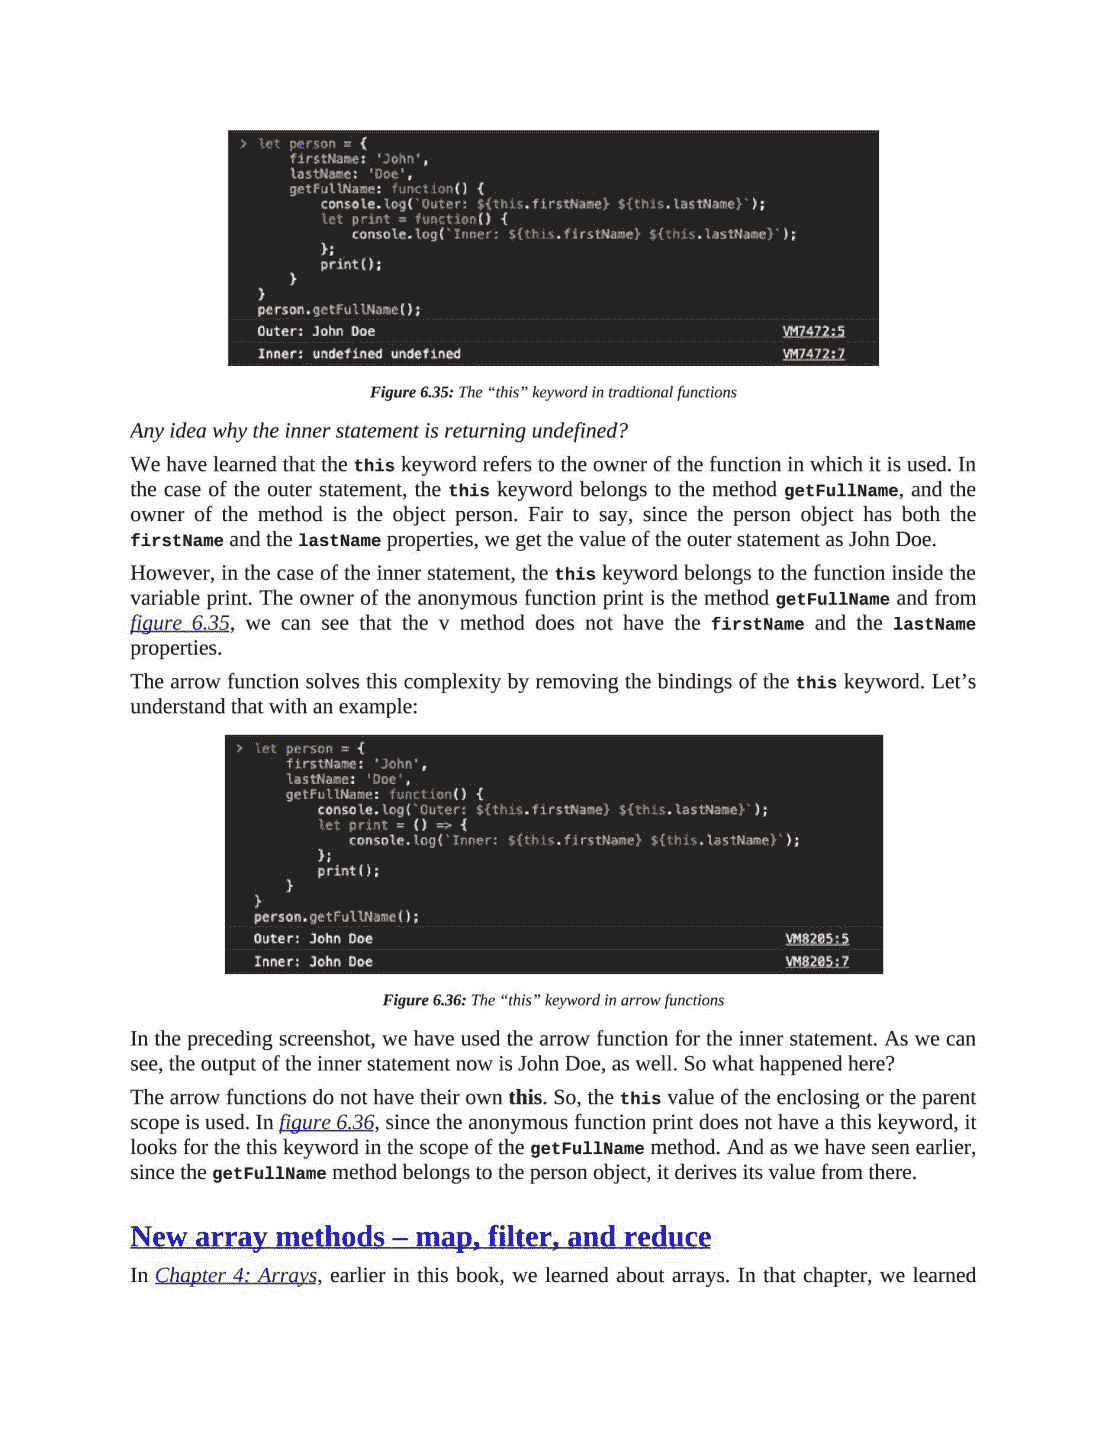 > let person = {
firstName: 'John',
lastName: 'Doe',
getFullName: function() {
console.log(`Outer: ${this.firstName} ${this.lastName}`);
let print = function() {
console.log(`Inner: ${this.firstName} ${this.lastName}`);
};
print();
}
}
person.getFullName();
Outer: John Doe VM7472:5
Inner: undefined undefined VM7472:7
Figure 6.35: The “this” keyword in tradtional functions
Any idea why the inner statement is returning undefined?
We have learned that the this keyword refers to the owner of the function in which it is used. In
the case of the outer statement, the this keyword belongs to the method getFullName, and the
owner of the method is the object person. Fair to say, since the person object has both the
firstName and the lastName properties, we get the value of the outer statement as John Doe.
However, in the case of the inner statement, the this keyword belongs to the function inside the
variable print. The owner of the anonymous function print is the method getFullName and from
figure 6.35, we can see that the v method does not have the firstName and the lastName
properties.
The arrow function solves this complexity by removing the bindings of the this keyword. Let’s
understand that with an example:
> let person = {
firstName: 'John',
lastName: 'Doe',
getFullName: function() {
console.log(`Outer: ${this.firstName} ${this.lastName}`);
let print = () => {
console.log(`Inner: ${this.firstName} ${this.lastName}`);
};
print();
}
}
person.getFullName();
Outer: John Doe VM8205:5
Inner: John Doe VM8205:7
Figure 6.36: The “this” keyword in arrow functions
In the preceding screenshot, we have used the arrow function for the inner statement. As we can
see, the output of the inner statement now is John Doe, as well. So what happened here?
The arrow functions do not have their own this. So, the this value of the enclosing or the parent
scope is used. In figure 6.36, since the anonymous function print does not have a this keyword, it
looks for the this keyword in the scope of the getFullName method. And as we have seen earlier,
since the getFullName method belongs to the person object, it derives its value from there.
New array methods – map, filter, and reduce
In Chapter 4: Arrays, earlier in this book, we learned about arrays. In that chapter, we learned